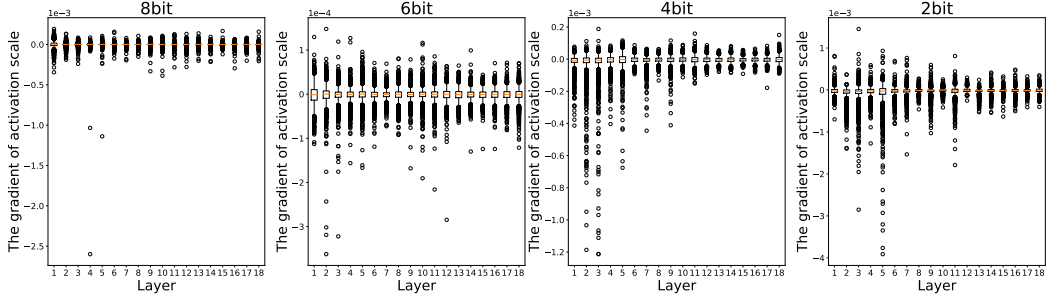 8bit
1e−3
The gradient of activation scale
0.0
−0.5
−1.0
−1.5
−2.0
−2.5
1 2 3 4 5 6 7 8 9 10 11 12 13 14 15 16 17 18
Layer
6bit
1e−4
The gradient of activation scale
1
0
−1
−2
−3
1 2 3 4 5 6 7 8 9 10 11 12 13 14 15 16 17 18
Layer
4bit
1e−3
The gradient of activation scale
0.2
0.0
−0.2
−0.4
−0.6
−0.8
−1.0
−1.2
1 2 3 4 5 6 7 8 9 10 11 12 13 14 15 16 17 18
Layer
2bit
1e−3
The gradient of activation scale
1
0
−1
−2
−3
−4
1 2 3 4 5 6 7 8 9 10 11 12 13 14 15 16 17 18
Layer